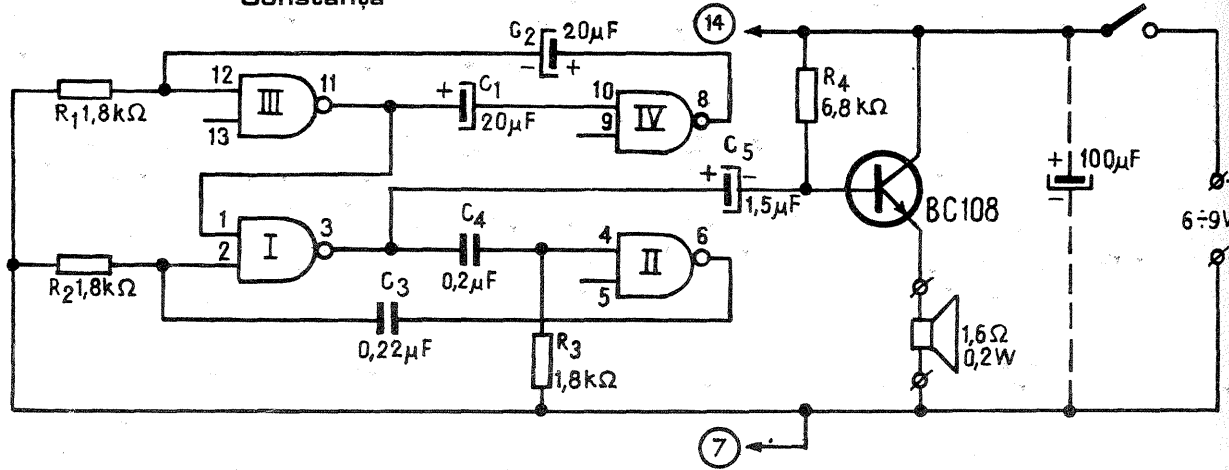 Constanţa
C2 20μF
- +
14
R1 1,8kΩ
12
13
III
11
+ C1
20μF
10
9
IV
8
R4
6,8 kΩ
C5
+ -
1,5μF
BC108
+ 100μF
-
6÷9V
1
2
I
3
C4
0,2μF
4
5
II
6
R2 1,8kΩ
C3
0,22μF
R3
1,8kΩ
1,6Ω
0,2W
7